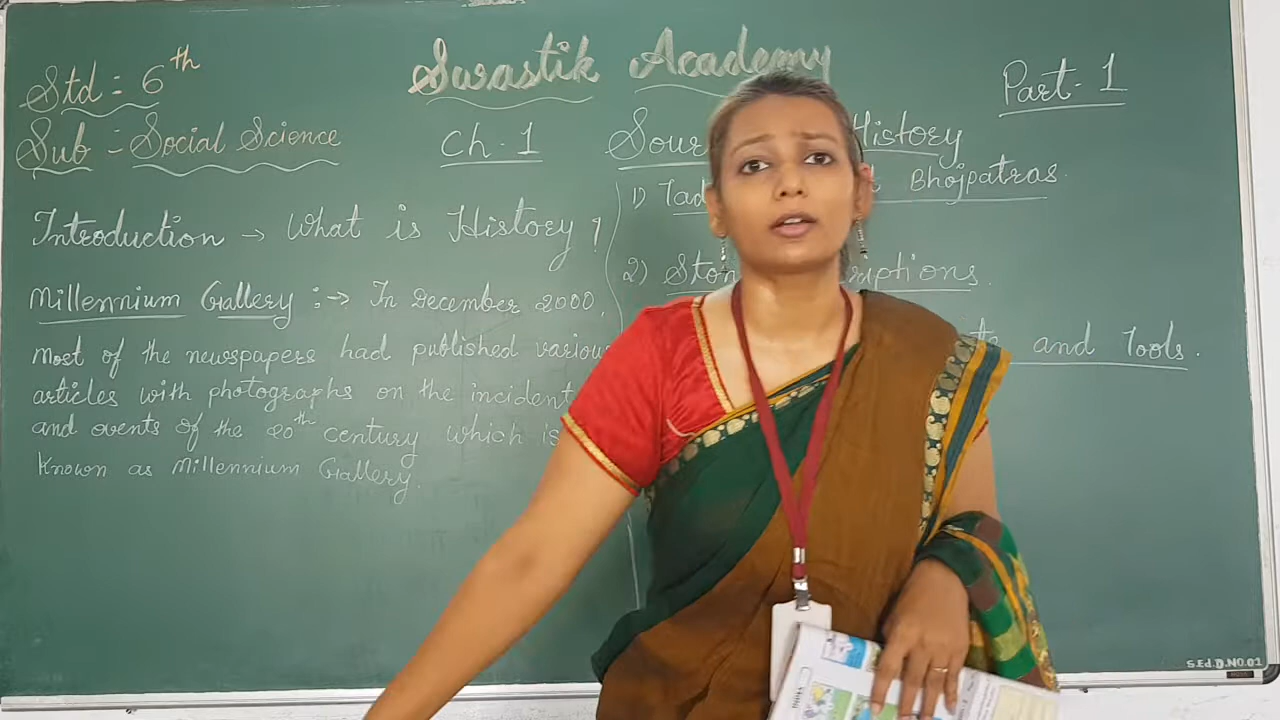 Std = 6th
Swastik Academy
Part-1
Sub = Social Science
Ch. 1
History
Introduction → What is History ?
1) Bhojpatras.
2)
Millennium Gallery :→ In December 2000,
and Tools.
Most of the newspapers had published various
articles with photographs on the incident
and events of the 20th century which is
known as Millennium Gallery.
S.Ed.D.NO.01